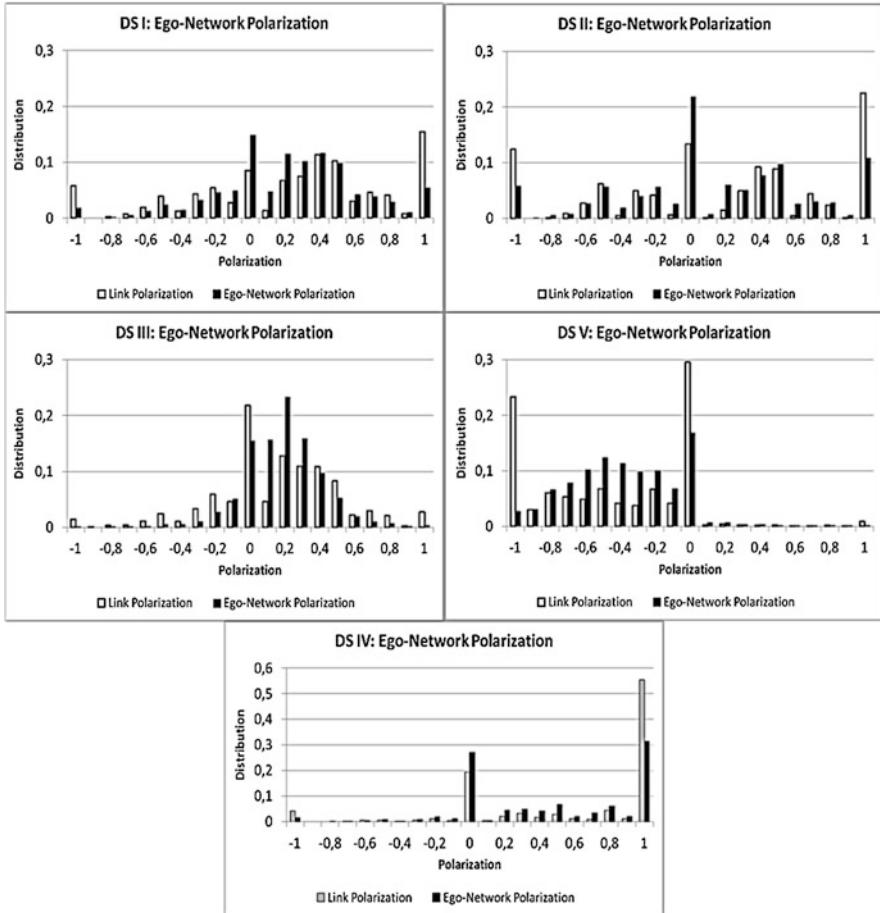 DS I: Ego-Network Polarization
0,3
0,2
0,1
0
Distribution
-1 -0,8 -0,6 -0,4 -0,2 0 0,2 0,4 0,6 0,8 1
Polarization
Link Polarization Ego-Network Polarization
DS II: Ego-Network Polarization
0,3
0,2
0,1
0
Distribution
-1 -0,8 -0,6 -0,4 -0,2 0 0,2 0,4 0,6 0,8 1
Polarization
Link Polarization Ego-Network Polarization
DS III: Ego-Network Polarization
0,3
0,2
0,1
0
Distribution
-1 -0,8 -0,6 -0,4 -0,2 0 0,2 0,4 0,6 0,8 1
Polarization
Link Polarization Ego-Network Polarization
DS V: Ego-Network Polarization
0,3
0,2
0,1
0
Distribution
-1 -0,8 -0,6 -0,4 -0,2 0 0,2 0,4 0,6 0,8 1
Polarization
Link Polarization Ego-Network Polarization
DS IV: Ego-Network Polarization
0,6
0,5
0,4
0,3
0,2
0,1
0
Distribution
-1 -0,8 -0,6 -0,4 -0,2 0 0,2 0,4 0,6 0,8 1
Polarization
Link Polarization Ego-Network Polarization